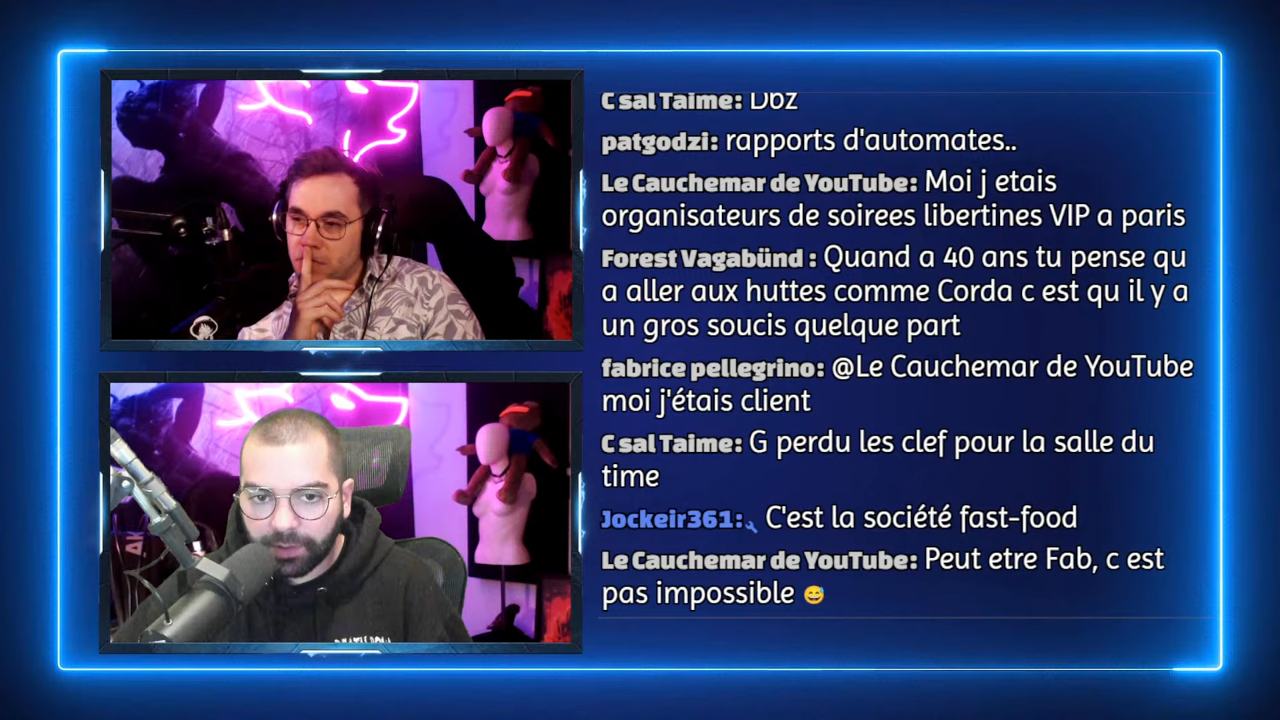 C sal Taime: Dbz
patgodzi: rapports d'automates..
Le Cauchemar de YouTube: Moi j etais
organisateurs de soirees libertines VIP a paris
Forest Vagabünd : Quand a 40 ans tu pense qu
a aller aux huttes comme Corda c est qu il y a
un gros soucis quelque part
fabrice pellegrino: @Le Cauchemar de YouTube
moi j'étais client
C sal Taime: G perdu les clef pour la salle du
time
Jockeir361: C'est la société fast-food
Le Cauchemar de YouTube: Peut etre Fab, c est
pas impossible 😅